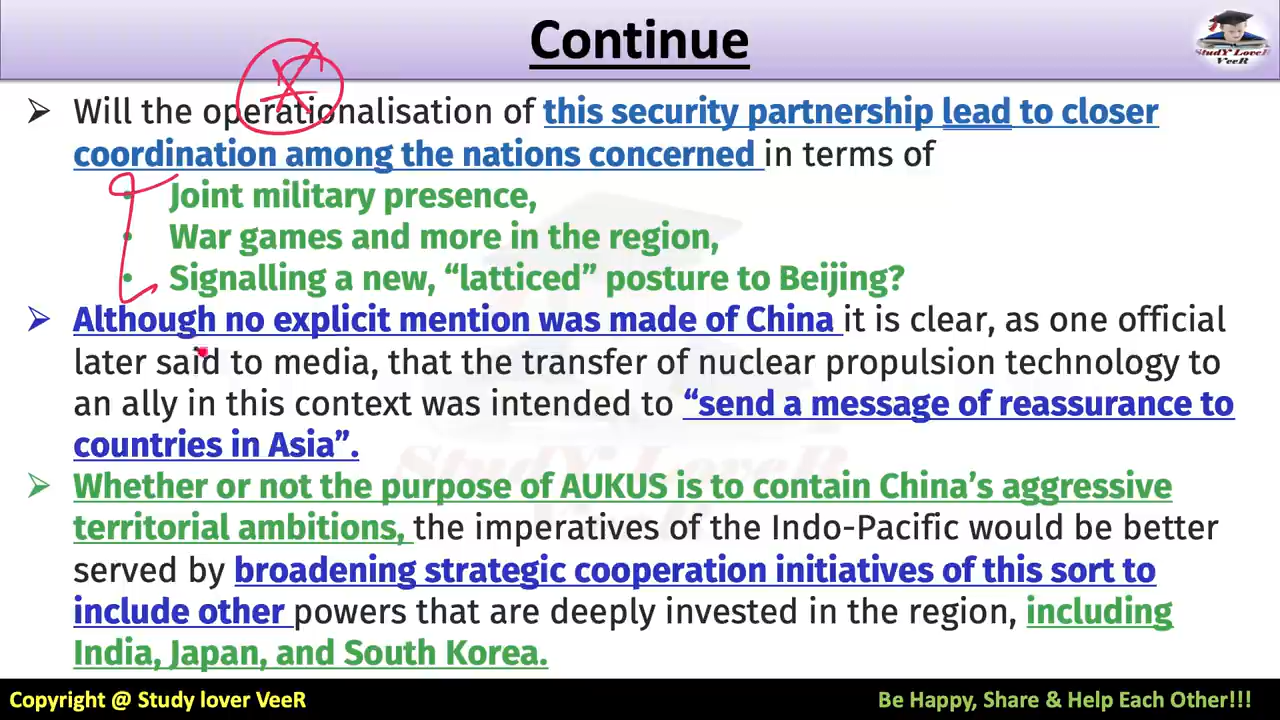 Continue
StudY LoveR
VeeR
➢ Will the operationalisation of this security partnership lead to closer
coordination among the nations concerned in terms of
• Joint military presence,
• War games and more in the region,
• Signalling a new, “latticed” posture to Beijing?
➢ Although no explicit mention was made of China it is clear, as one official
later said to media, that the transfer of nuclear propulsion technology to
an ally in this context was intended to “send a message of reassurance to
countries in Asia”.
➢ Whether or not the purpose of AUKUS is to contain China’s aggressive
territorial ambitions, the imperatives of the Indo-Pacific would be better
served by broadening strategic cooperation initiatives of this sort to
include other powers that are deeply invested in the region, including
India, Japan, and South Korea.
StudY LoveR
VeeR
Copyright @ Study lover VeeR
Be Happy, Share & Help Each Other!!!